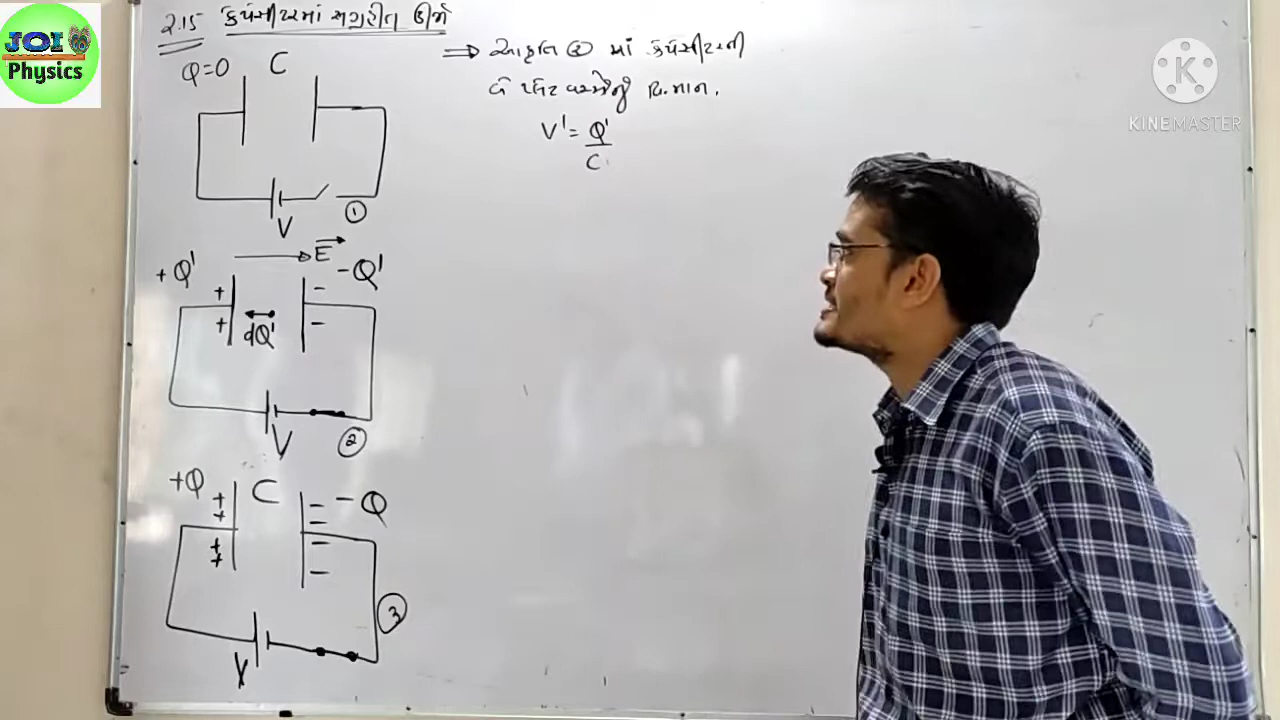 JOI
Physics
2.15 કેપેસીટરમાં સંગ્રહીત ઊર્જા
Q=0 C
V 1
+Q' E -Q'
+ -
+ -
dQ'
V 2
+Q C -Q
+ -
+ -
+ -
+ -
3
V
⇒ આકૃતિ ② માં કેપેસીટરની
બે પ્લેટ વચ્ચેનું વિ.માન.
V' = Q'
C
K
KINEMASTER